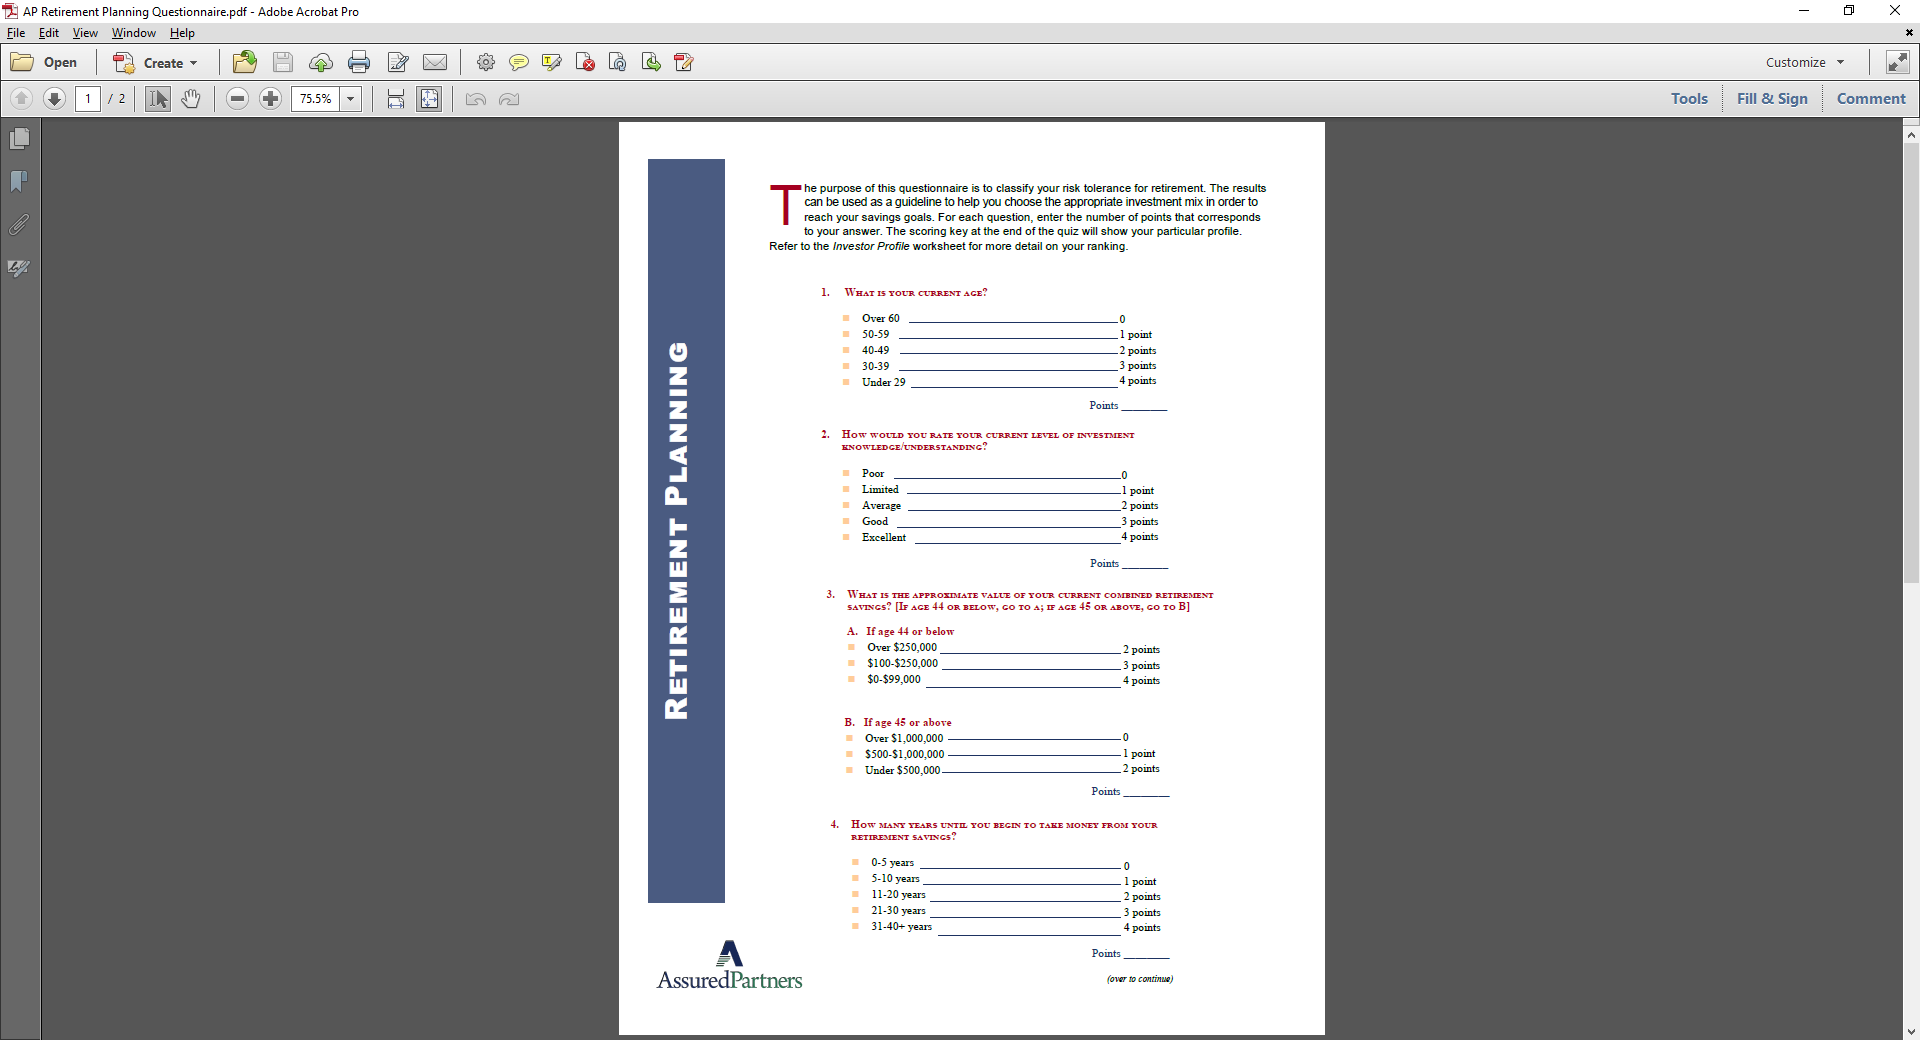 AP Retirement Planning Questionnaire.pdf - Adobe Acrobat Pro
File Edit View Window Help
Open Create Customize
1 / 2 75.5% Tools Fill & Sign Comment
RETIREMENT PLANNING
The purpose of this questionnaire is to classify your risk tolerance for retirement. The results
can be used as a guideline to help you choose the appropriate investment mix in order to
reach your savings goals. For each question, enter the number of points that corresponds
to your answer. The scoring key at the end of the quiz will show your particular profile.
Refer to the Investor Profile worksheet for more detail on your ranking.
1. WHAT IS YOUR CURRENT AGE?
Over 60 0
50-59 1 point
40-49 2 points
30-39 3 points
Under 29 4 points
Points ________
2. HOW WOULD YOU RATE YOUR CURRENT LEVEL OF INVESTMENT
KNOWLEDGE/UNDERSTANDING?
Poor 0
Limited 1 point
Average 2 points
Good 3 points
Excellent 4 points
Points ________
3. WHAT IS THE APPROXIMATE VALUE OF YOUR CURRENT COMBINED RETIREMENT
SAVINGS? [IF AGE 44 OR BELOW, GO TO A; IF AGE 45 OR ABOVE, GO TO B]
A. If age 44 or below
Over $250,000 2 points
$100-$250,000 3 points
$0-$99,000 4 points
B. If age 45 or above
Over $1,000,000 0
$500-$1,000,000 1 point
Under $500,000 2 points
Points ________
4. HOW MANY YEARS UNTIL YOU BEGIN TO TAKE MONEY FROM YOUR
RETIREMENT SAVINGS?
0-5 years 0
5-10 years 1 point
11-20 years 2 points
21-30 years 3 points
31-40+ years 4 points
Points ________
(over to continue)
AssuredPartners